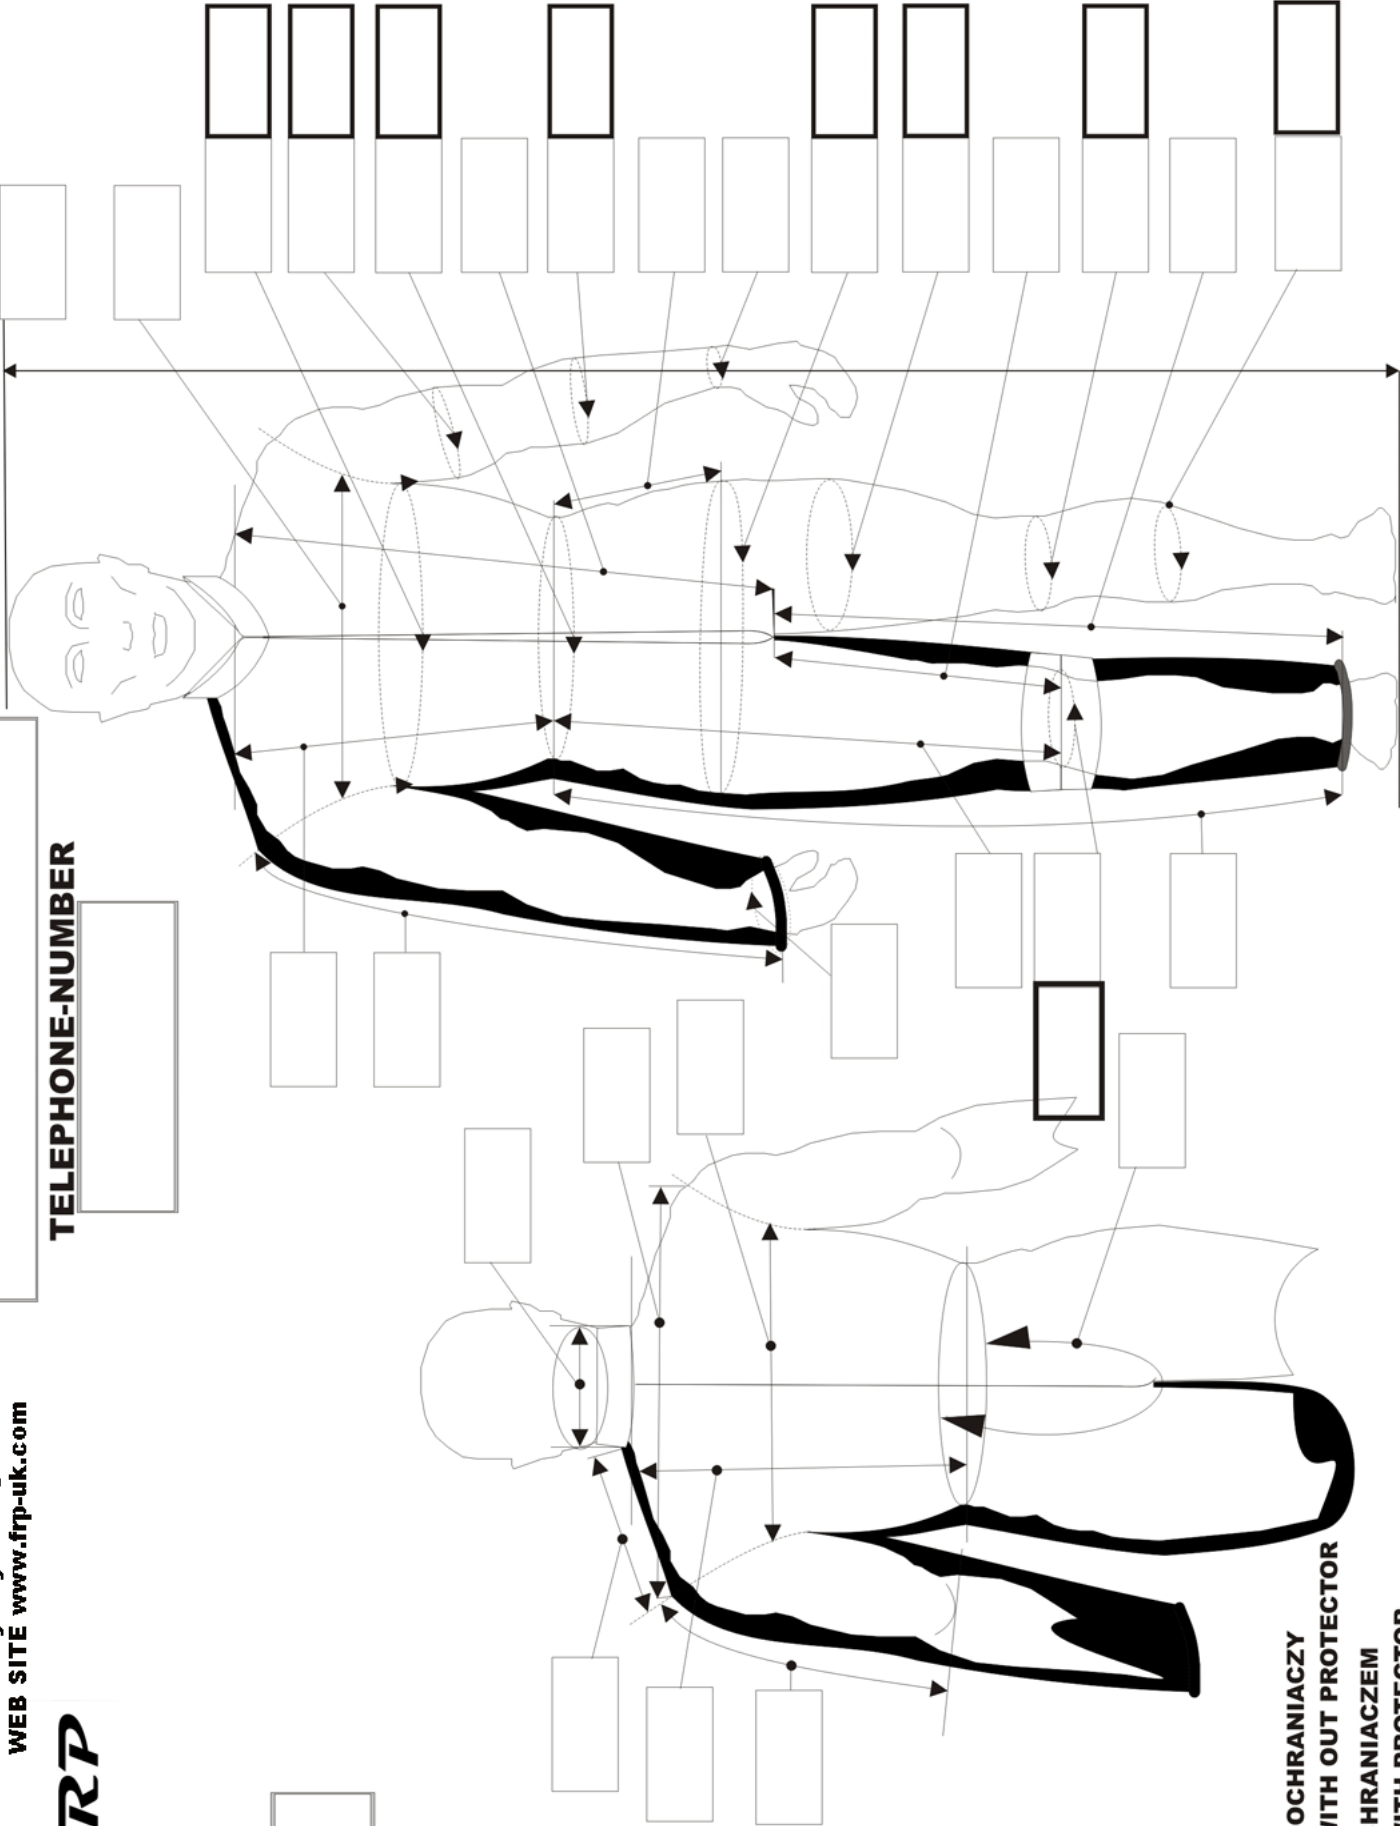 WEB SITE www.frp-uk.com
TELEPHONE-NUMBER
RP
OCHRANIACZY
WITH OUT PROTECTOR
HRANIACZEM